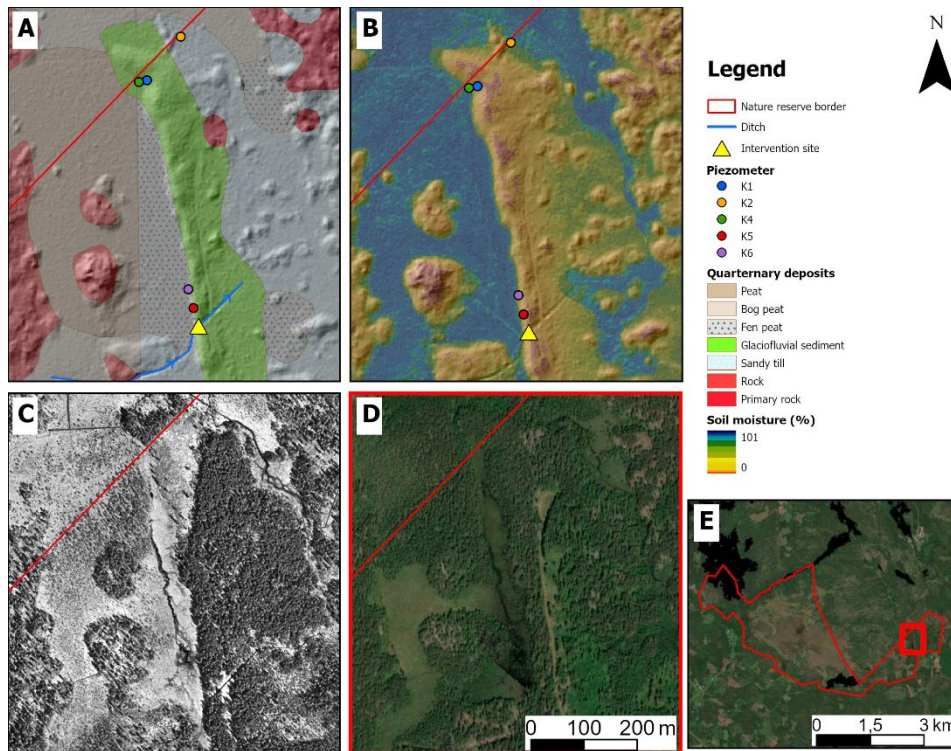 A
B
N
Legend
Nature reserve border
Ditch
Intervention site
Piezometer
K1
K2
K4
K5
K6
Quarternary deposits
Peat
Bog peat
Fen peat
Glaciofluvial sediment
Sandy till
Rock
Primary rock
Soil moisture (%)
101
0
C
D
0 100 200 m
E
0 1,5 3 km